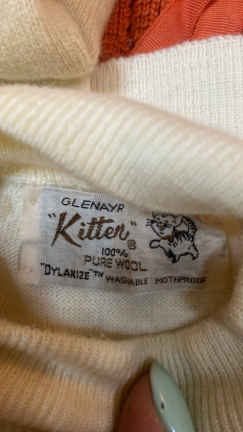 GLENAYR
"Kitten"®
100%
PURE WOOL
"DYLANIZE"™ WASHABLE MOTHPROOF